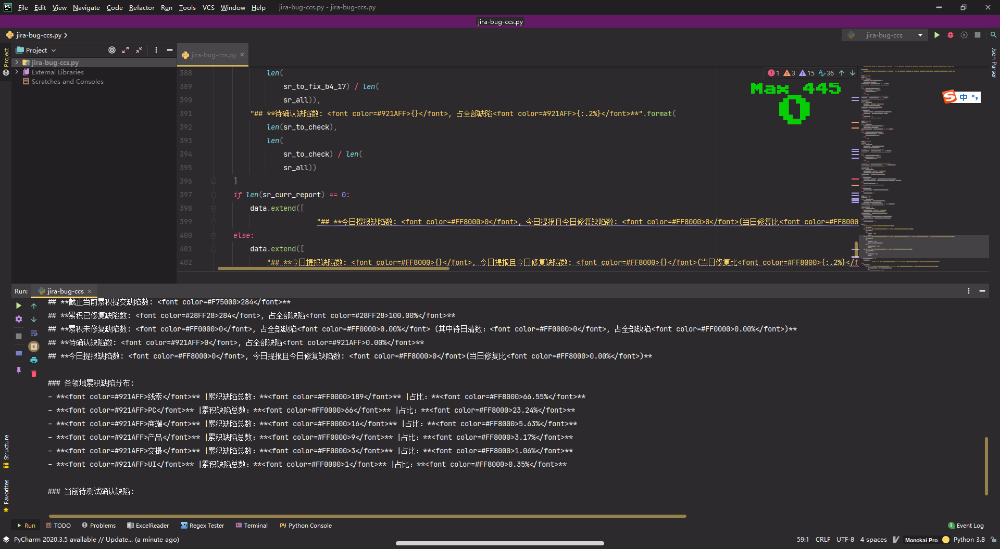 File Edit View Navigate Code Refactor Run Tools VCS Window Help jira-bug-ccs.py - jira-bug-ccs.py
jira-bug-ccs.py
jira-bug-ccs.py
jira-bug-ccs
Project
jira-bug-ccs.py
External Libraries
Scratches and Consoles
Project
Json Parser
jira-bug-ccs.py
1 3 15 36
Max 445
0
中
388 len(
389 sr_to_fix_b4_17) / len(
390 sr_all)),
391 "## **待确认缺陷数: <font color=#921AFF>{}</font>, 占全部缺陷<font color=#921AFF>{:.2%}</font>**".format(
392 len(sr_to_check),
393 len(
394 sr_to_check) / len(
395 sr_all))
396 ]
397 if len(sr_curr_report) == 0:
398 data.extend([
399 "## **今日提报缺陷数: <font color=#FF8000>0</font>, 今日提报且今日修复缺陷数: <font color=#FF8000>0</font>(当日修复比<font color=#FF8000
400 else:
401 data.extend([
402 "## **今日提报缺陷数: <font color=#FF8000>{}</font>, 今日提报且今日修复缺陷数: <font color=#FF8000>{}</font>(当日修复比<font color=#FF8000>{:.2%}</f
Run: jira-bug-ccs
## **截止当前累积提交缺陷数: <font color=#F75000>284</font>**
## **累积已修复缺陷数: <font color=#28FF28>284</font>, 占全部缺陷<font color=#28FF28>100.00%</font>**
## **累积未修复缺陷数: <font color=#FF0000>0</font>, 占全部缺陷<font color=#FF0000>0.00%</font> (其中待日清数: <font color=#FF0000>0</font>, 占全部缺陷<font color=#FF0000>0.00%</font>)**
## **待确认缺陷数: <font color=#921AFF>0</font>, 占全部缺陷<font color=#921AFF>0.00%</font>**
## **今日提报缺陷数: <font color=#FF8000>0</font>, 今日提报且今日修复缺陷数: <font color=#FF8000>0</font>(当日修复比<font color=#FF8000>0.00%</font>)**
### 各领域累积缺陷分布:
- **<font color=#921AFF>线索</font>** |累积缺陷总数: **<font color=#FF0000>189</font>** |占比: **<font color=#FF8000>66.55%</font>**
- **<font color=#921AFF>PC</font>** |累积缺陷总数: **<font color=#FF0000>66</font>** |占比: **<font color=#FF8000>23.24%</font>**
- **<font color=#921AFF>商端</font>** |累积缺陷总数: **<font color=#FF0000>16</font>** |占比: **<font color=#FF8000>5.63%</font>**
- **<font color=#921AFF>产品</font>** |累积缺陷总数: **<font color=#FF0000>9</font>** |占比: **<font color=#FF8000>3.17%</font>**
- **<font color=#921AFF>交撮</font>** |累积缺陷总数: **<font color=#FF0000>3</font>** |占比: **<font color=#FF8000>1.06%</font>**
- **<font color=#921AFF>UI</font>** |累积缺陷总数: **<font color=#FF0000>1</font>** |占比: **<font color=#FF8000>0.35%</font>**
### 当前待测试确认缺陷:
Structure
Favorites
Run TODO Problems ExcelReader Regex Tester Terminal Python Console 3 Event Log
PyCharm 2020.3.5 available // Update... (a minute ago) 59:1 CRLF UTF-8 4 spaces Monokai Pro Python 3.8